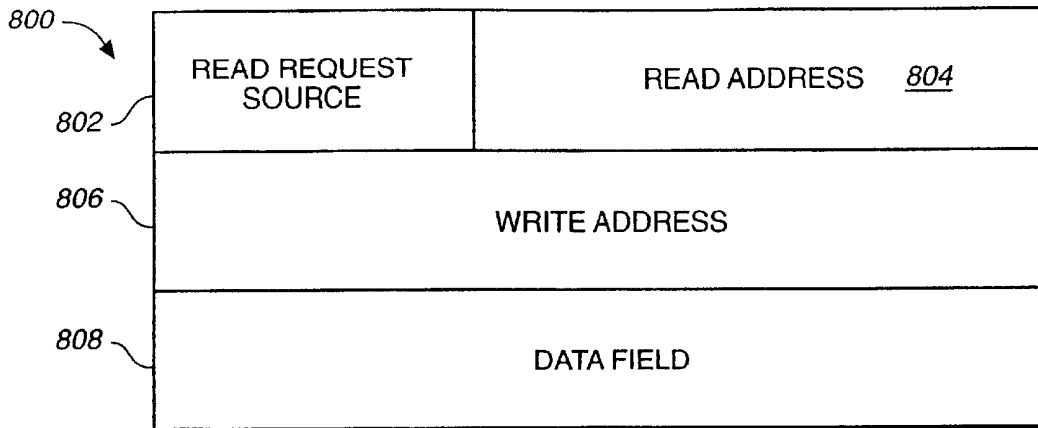 800
READ REQUEST
SOURCE
READ ADDRESS 804
802
806
WRITE ADDRESS
808
DATA FIELD